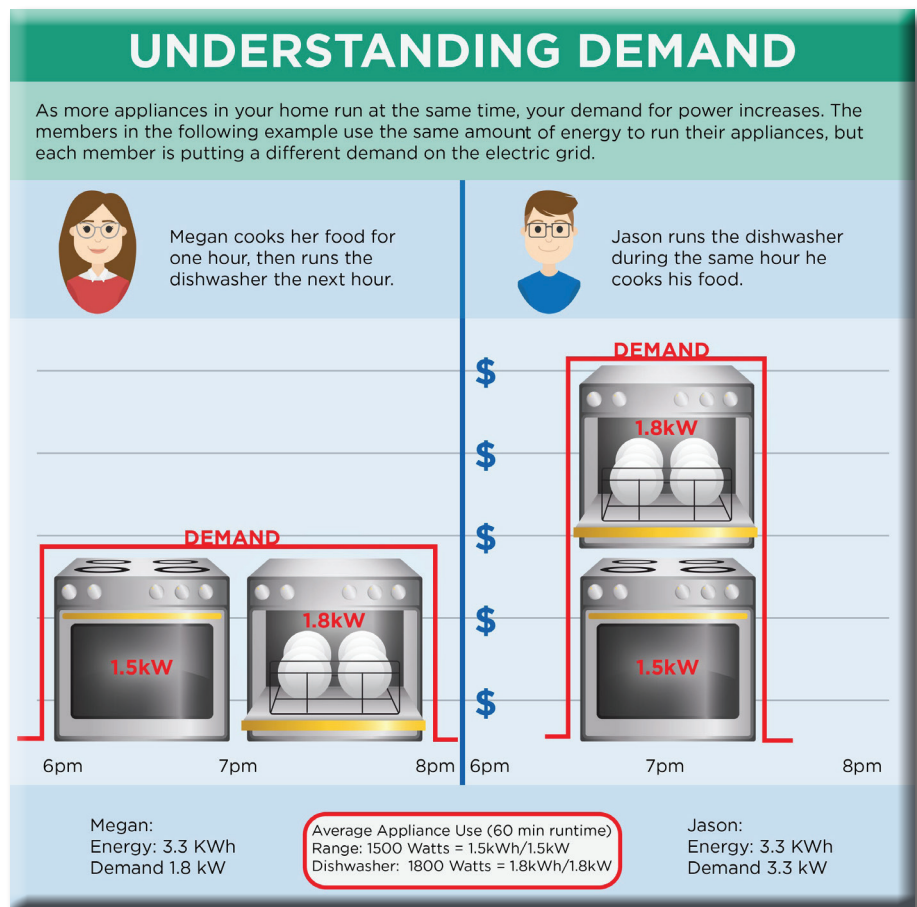 UNDERSTANDING DEMAND
As more appliances in your home run at the same time, your demand for power increases. The
members in the following example use the same amount of energy to run their appliances, but
each member is putting a different demand on the electric grid.
Megan cooks her food for
one hour, then runs the
dishwasher the next hour.
Jason runs the dishwasher
during the same hour he
cooks his food.
DEMAND
1.5kW
1.8kW
$
$
$
$
$
DEMAND
1.8kW
1.5kW
6pm 7pm 8pm
6pm 7pm 8pm
Megan:
Energy: 3.3 KWh
Demand 1.8 kW
Average Appliance Use (60 min runtime)
Range: 1500 Watts = 1.5kWh/1.5kW
Dishwasher: 1800 Watts = 1.8kWh/1.8kW
Jason:
Energy: 3.3 KWh
Demand 3.3 kW